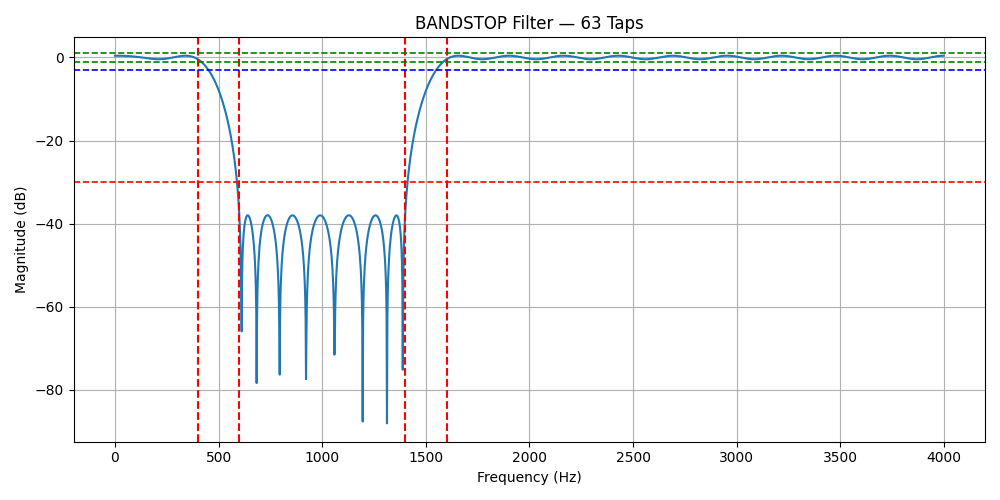 BANDSTOP Filter — 63 Taps
Magnitude (dB)
0
−20
−40
−60
−80
0 500 1000 1500 2000 2500 3000 3500 4000
Frequency (Hz)